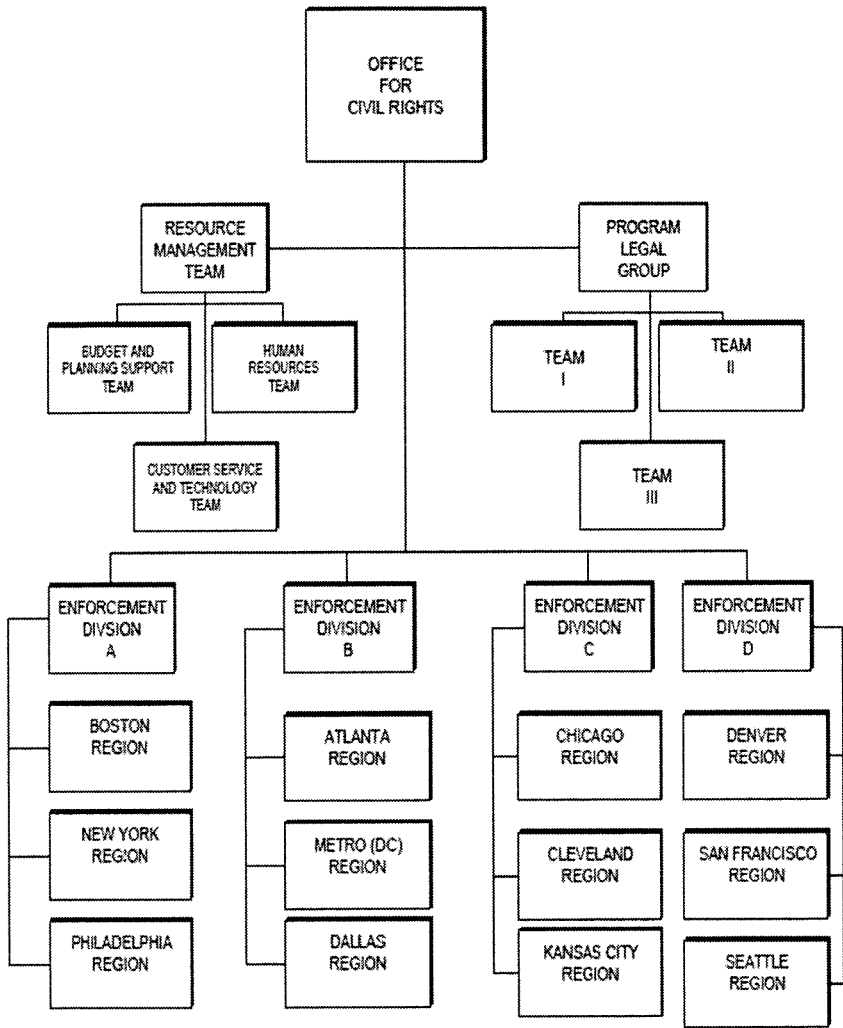 OFFICE
FOR
CIVIL RIGHTS
RESOURCE
MANAGEMENT
TEAM
PROGRAM
LEGAL
GROUP
BUDGET AND
PLANNING SUPPORT
TEAM
HUMAN
RESOURCES
TEAM
TEAM
I
TEAM
II
CUSTOMER SERVICE
AND TECHNOLOGY
TEAM
TEAM
III
ENFORCEMENT
DIVSION
A
ENFORCEMENT
DIVISION
B
ENFORCEMENT
DIVISION
C
ENFORCEMENT
DIVISION
D
BOSTON
REGION
ATLANTA
REGION
CHICAGO
REGION
DENVER
REGION
NEW YORK
REGION
METRO (DC)
REGION
CLEVELAND
REGION
SAN FRANCISCO
REGION
PHILADELPHIA
REGION
DALLAS
REGION
KANSAS CITY
REGION
SEATTLE
REGION